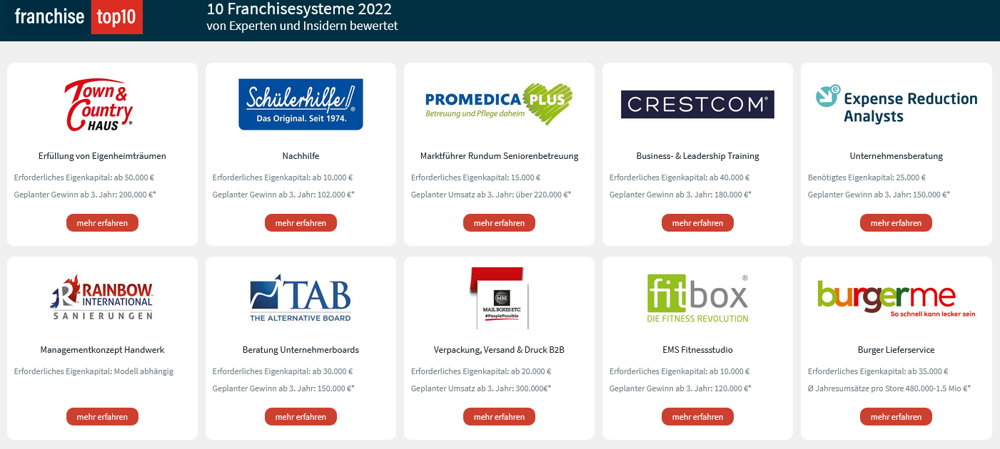 franchise top10
10 Franchisesysteme 2022
von Experten und Insidern bewertet
Town &
Country
HAUS®
Erfüllung von Eigenheimträumen
Erforderliches Eigenkapital: ab 50.000 €
Geplanter Gewinn ab 3. Jahr: 200.000 €*
mehr erfahren
Schülerhilfe!®
Das Original. Seit 1974.
Nachhilfe
Erforderliches Eigenkapital: ab 10.000 €
Geplanter Gewinn ab 3. Jahr: 102.000 €*
mehr erfahren
PROMEDICA PLUS
Betreuung und Pflege daheim
Marktführer Rundum Seniorenbetreuung
Erforderliches Eigenkapital: 15.000 €
Geplanter Umsatz ab 3. Jahr: über 220.000 €*
mehr erfahren
CRESTCOM®
Business- & Leadership Training
Erforderliches Eigenkapital: ab 40.000 €
Geplanter Gewinn ab 3. Jahr: 180.000 €*
mehr erfahren
e
Expense Reduction
Analysts
Unternehmensberatung
Benötigtes Eigenkapital: 25.000 €
Geplanter Gewinn ab 3. Jahr: 150.000 €*
mehr erfahren
R RAINBOW
INTERNATIONAL
SANIERUNGEN
Managementkonzept Handwerk
Erforderliches Eigenkapital: Modell abhängig
mehr erfahren
TAB
THE ALTERNATIVE BOARD
Beratung Unternehmerboards
Erforderliches Eigenkapital: ab 30.000 €
Geplanter Gewinn ab 3. Jahr: 150.000 €*
mehr erfahren
MBE
MAIL BOXES ETC.
#PeoplePossible
Verpackung, Versand & Druck B2B
Erforderliches Eigenkapital: ab 20.000 €
Geplanter Umsatz ab 3. Jahr: 300.000€*
mehr erfahren
fitbox®
DIE FITNESS REVOLUTION
EMS Fitnessstudio
Erforderliches Eigenkapital: ab 10.000 €
Geplanter Gewinn ab 3. Jahr: 120.000 €*
mehr erfahren
burgerme
So schnell kann lecker sein
Burger Lieferservice
Erforderliches Eigenkapital: ab 35.000 €
Ø Jahresumsätze pro Store 480.000-1.5 Mio €*
mehr erfahren